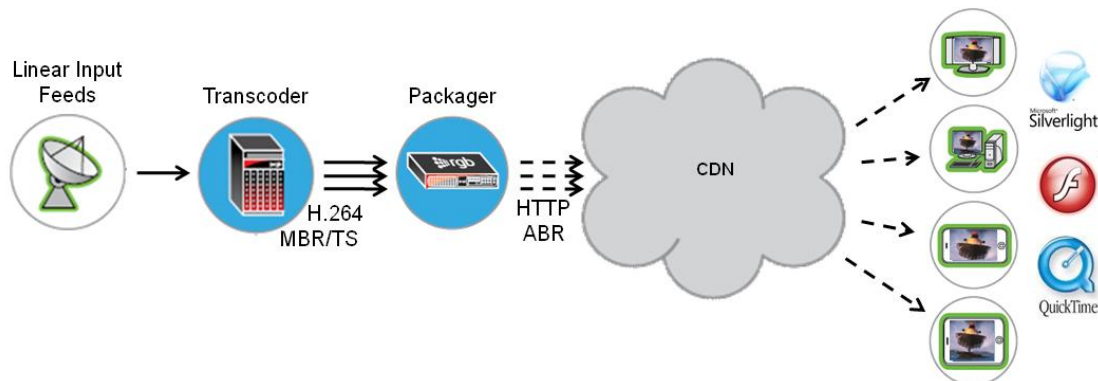 Linear Input
Feeds
Transcoder
Packager
rgb
H.264
MBR/TS
HTTP
ABR
CDN
Microsoft®
Silverlight
QuickTime